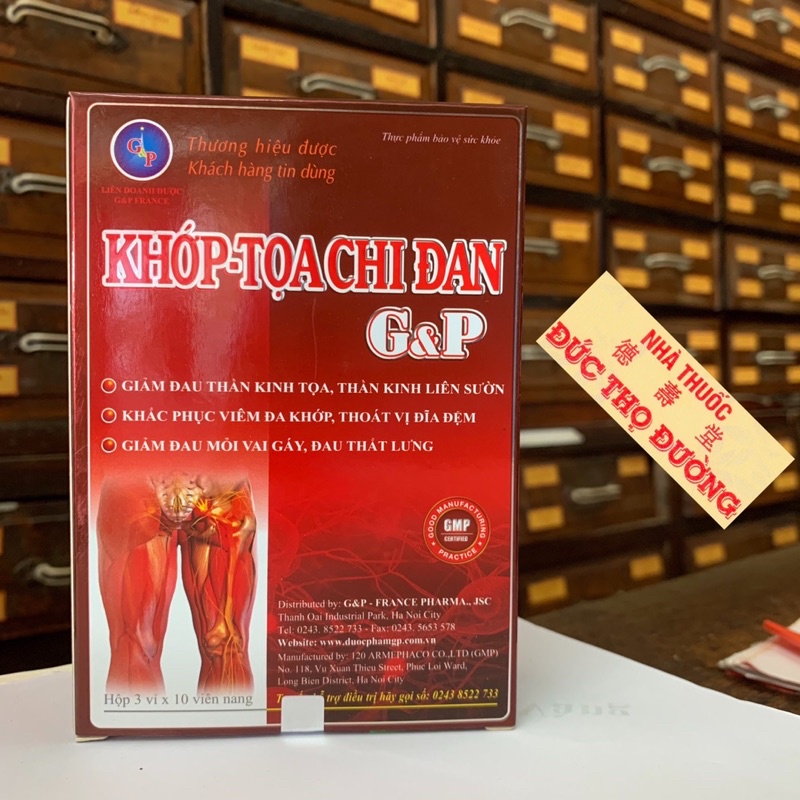 G&P
LIÊN DOANH DƯỢC
G&P FRANCE
Thương hiệu được
Khách hàng tin dùng
Thực phẩm bảo vệ sức khỏe
KHỚP-TỌA CHI ĐAN
G&P
GIẢM ĐAU THẦN KINH TỌA, THẦN KINH LIÊN SƯỜN
KHẮC PHỤC VIÊM ĐA KHỚP, THOÁT VỊ ĐĨA ĐỆM
GIẢM ĐAU MỎI VAI GÁY, ĐAU THẮT LƯNG
GOOD MANUFACTURING
GMP
CERTIFIED
PRACTICE
Distributed by: G&P - FRANCE PHARMA., JSC
Thanh Oai Industrial Park, Ha Noi City
Tel: 0243. 8522 733 - Fax: 0243. 5653 578
Website: www.duocphamgp.com.vn
Manufactured by: 120 ARMEPHACO CO.,LTD (GMP)
No. 118, Vu Xuan Thieu Street, Phuc Loi Ward,
Long Bien District, Ha Noi City
trợ điều trị hãy gọi số: 0243 8522 733
Hộp 3 vỉ x 10 viên nang
NHÀ THUỐC
德壽堂
ĐỨC THỌ ĐƯỜNG